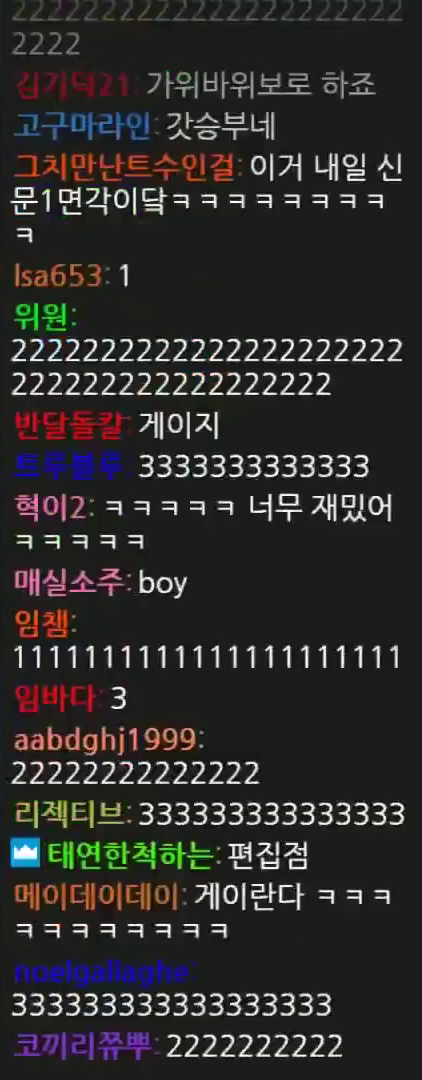 2222222222222222222222
2222
김기덕21: 가위바위보로 하죠
고구마라인: 갓승부네
그치만난트수인걸: 이거 내일 신
문1면각이닼ㅋㅋㅋㅋㅋㅋㅋㅋ
ㅋ
lsa653: 1
위원:
2222222222222222222222
222222222222222222
반달돌칼: 게이지
트루블루: 3333333333333
혁이2: ㅋㅋㅋㅋㅋ 너무 재밌어
ㅋㅋㅋㅋㅋ
매실소주: boy
임쳄:
1111111111111111111111
임바다: 3
aabdghj1999:
22222222222222
리젝티브: 333333333333333
태연한척하는: 편집점
메이데이데이: 게이란다 ㅋㅋㅋ
ㅋㅋㅋㅋㅋㅋㅋㅋ
noelgallaghe:
333333333333333333
코끼리쮸뿌: 2222222222